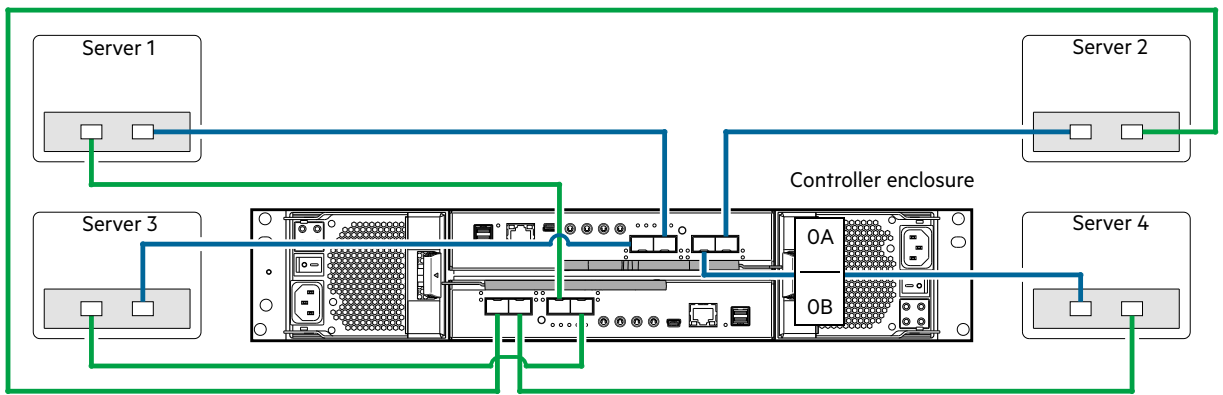 Server 1
Server 2
Controller enclosure
Server 3
0A
Server 4
0B